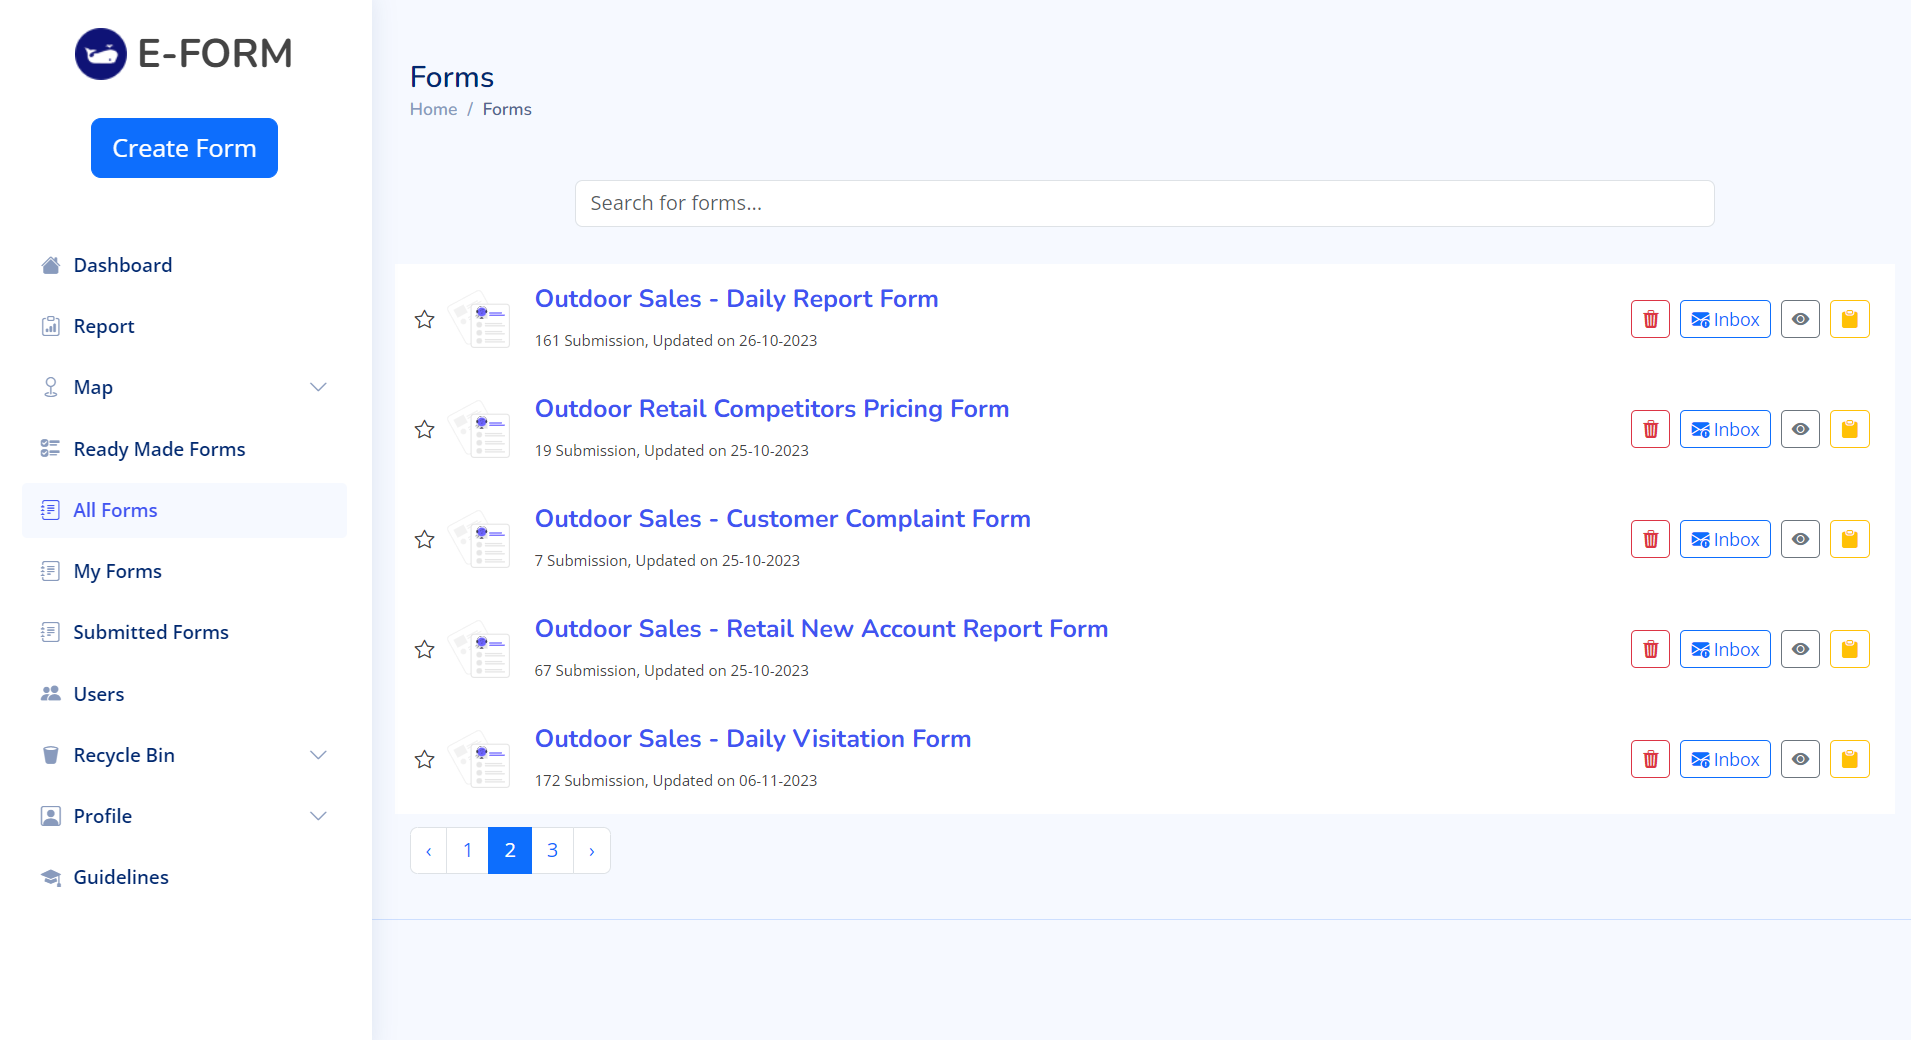 E-FORM
Create Form
Dashboard
Report
Map
Ready Made Forms
All Forms
My Forms
Submitted Forms
Users
Recycle Bin
Profile
Guidelines
Forms
Home / Forms
Search for forms...
Outdoor Sales - Daily Report Form
161 Submission, Updated on 26-10-2023
Inbox
Outdoor Retail Competitors Pricing Form
19 Submission, Updated on 25-10-2023
Inbox
Outdoor Sales - Customer Complaint Form
7 Submission, Updated on 25-10-2023
Inbox
Outdoor Sales - Retail New Account Report Form
67 Submission, Updated on 25-10-2023
Inbox
Outdoor Sales - Daily Visitation Form
172 Submission, Updated on 06-11-2023
Inbox
‹ 1 2 3 ›